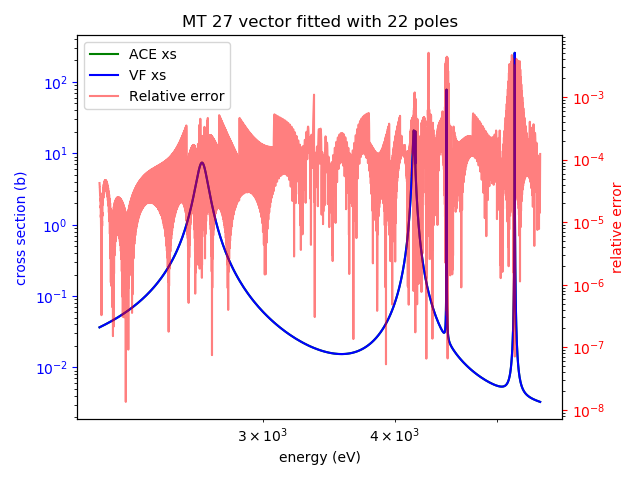 MT 27 vector fitted with 22 poles
ACE xs
VF xs
Relative error
cross section (b)
10²
10¹
10⁰
10⁻¹
10⁻²
relative error
10⁻³
10⁻⁴
10⁻⁵
10⁻⁶
10⁻⁷
10⁻⁸
3 × 10³
4 × 10³
energy (eV)